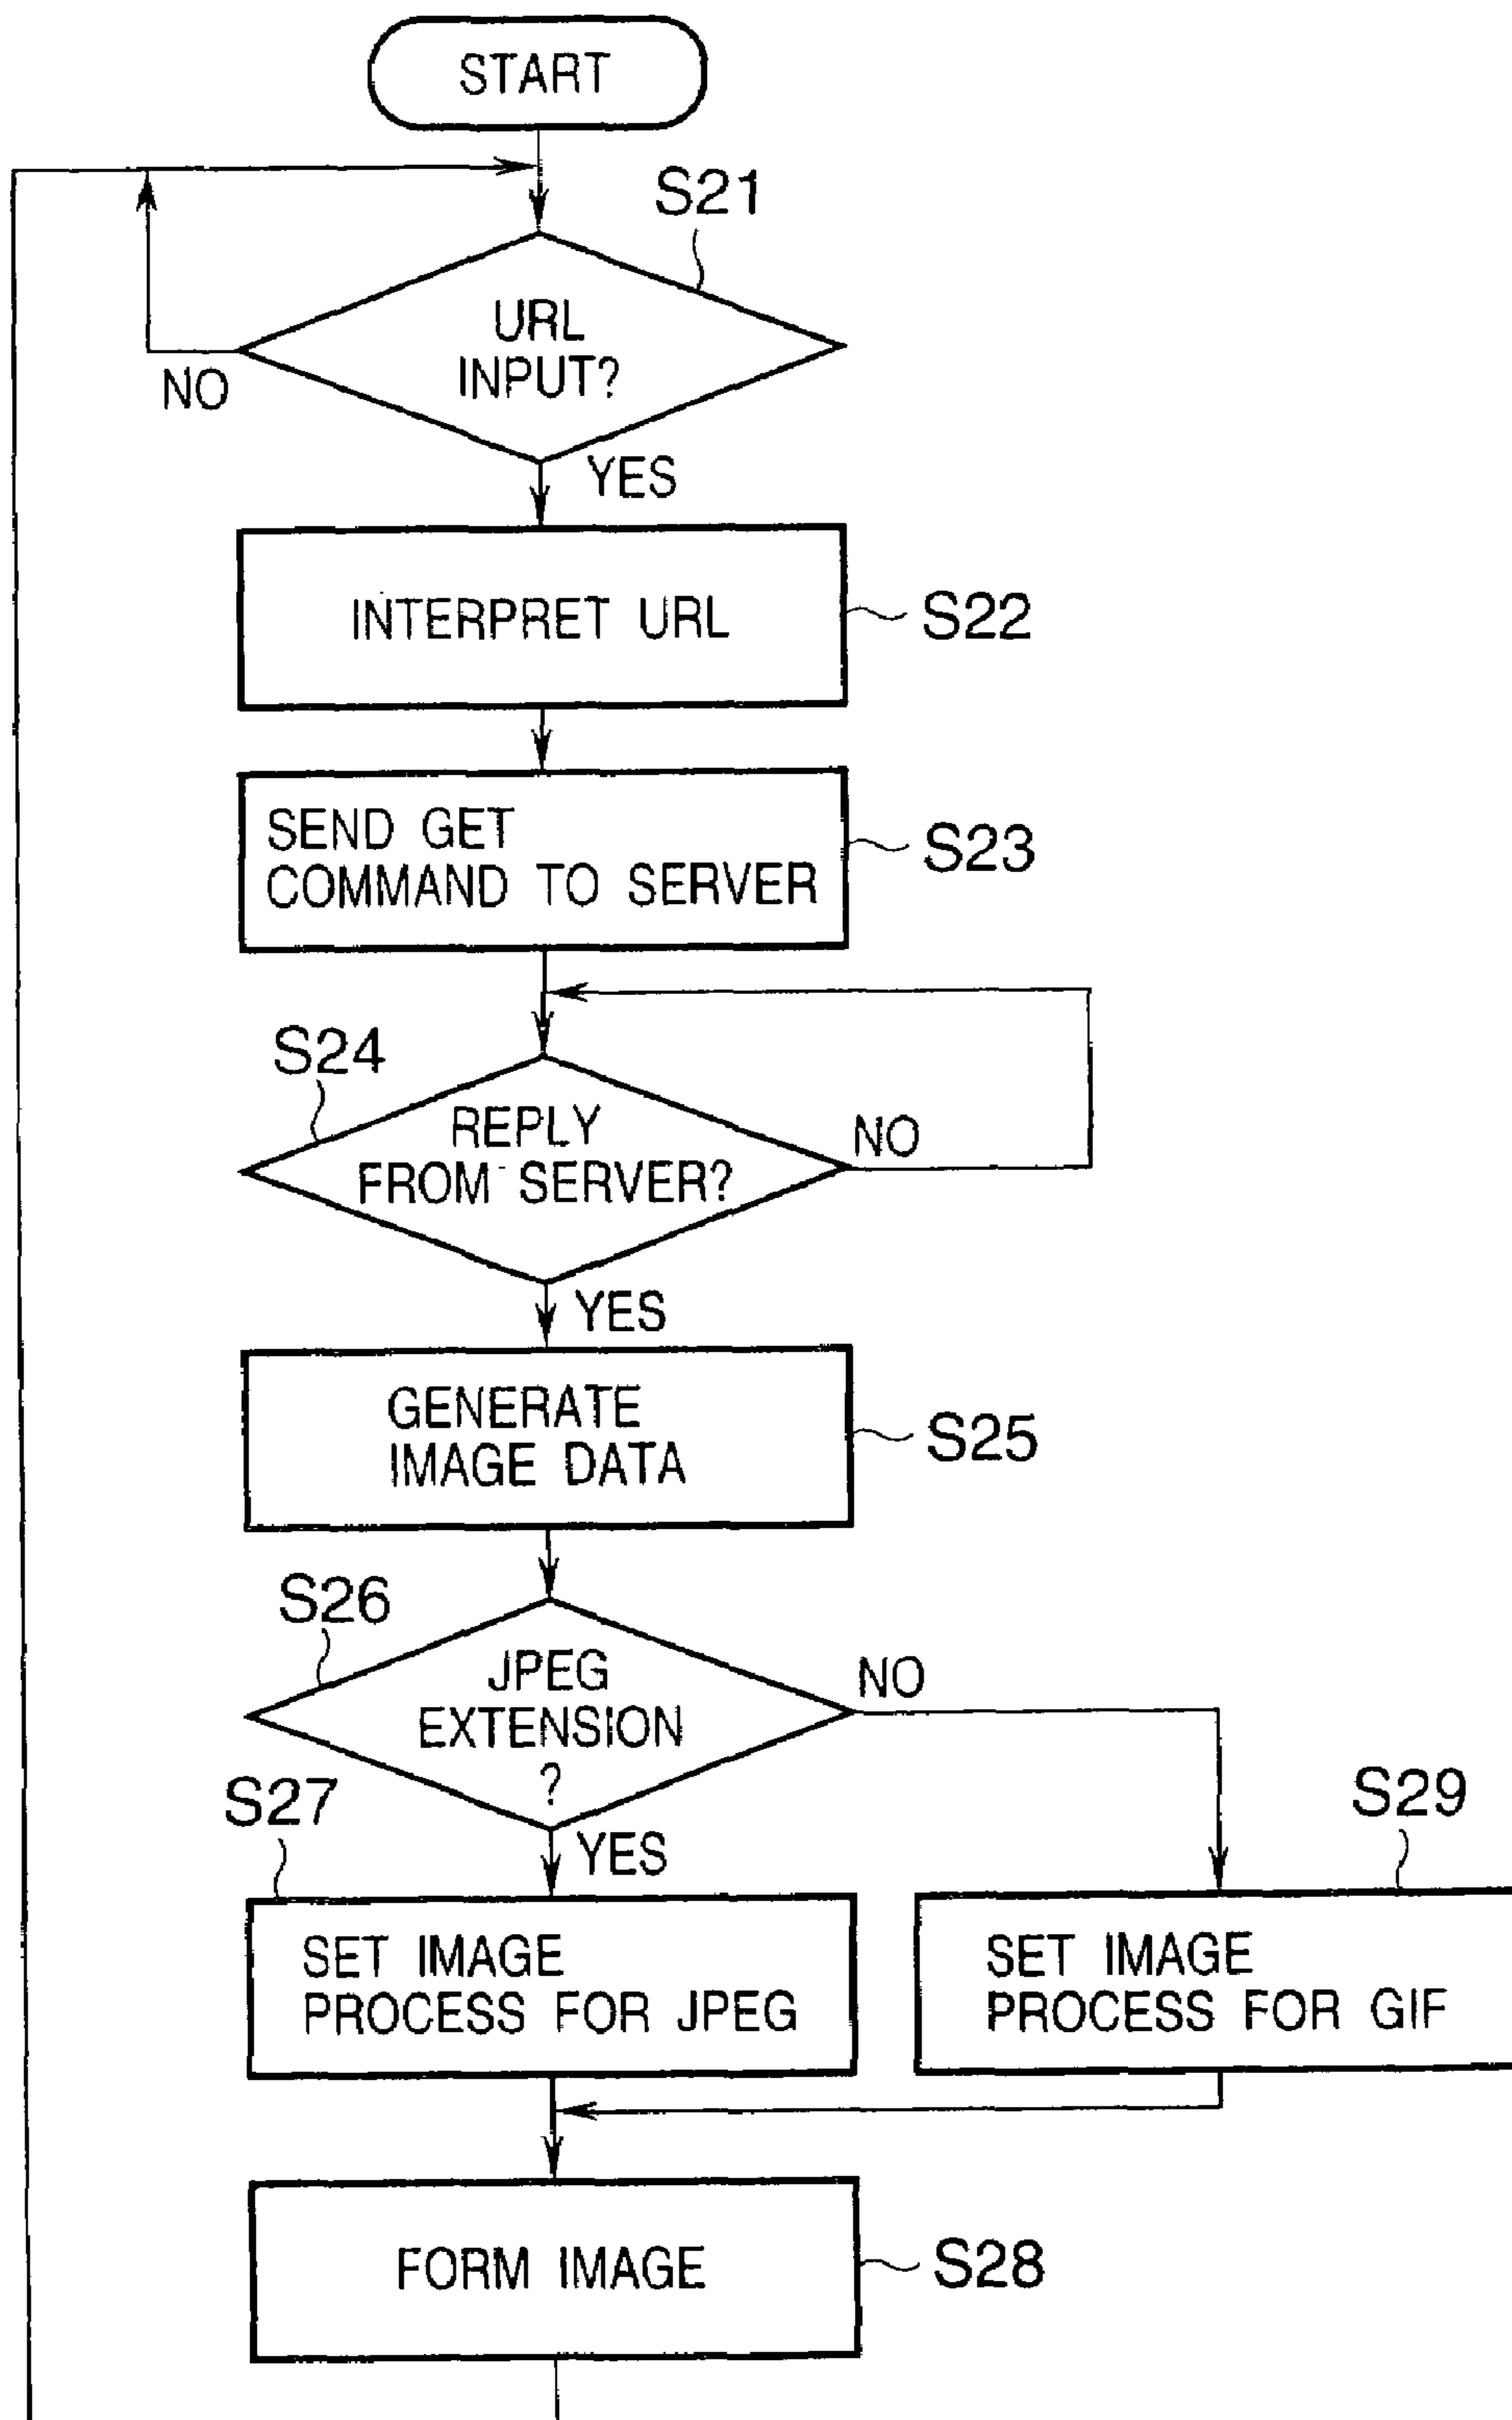 START
S21
URL
INPUT?
NO
YES
INTERPRET URL
S22
SEND GET
COMMAND TO SERVER
S23
S24
REPLY
FROM SERVER?
NO
YES
GENERATE
IMAGE DATA
S25
S26
JPEG
EXTENSION
?
NO
S27
YES
S29
SET IMAGE
PROCESS FOR JPEG
SET IMAGE
PROCESS FOR GIF
FORM IMAGE
S28